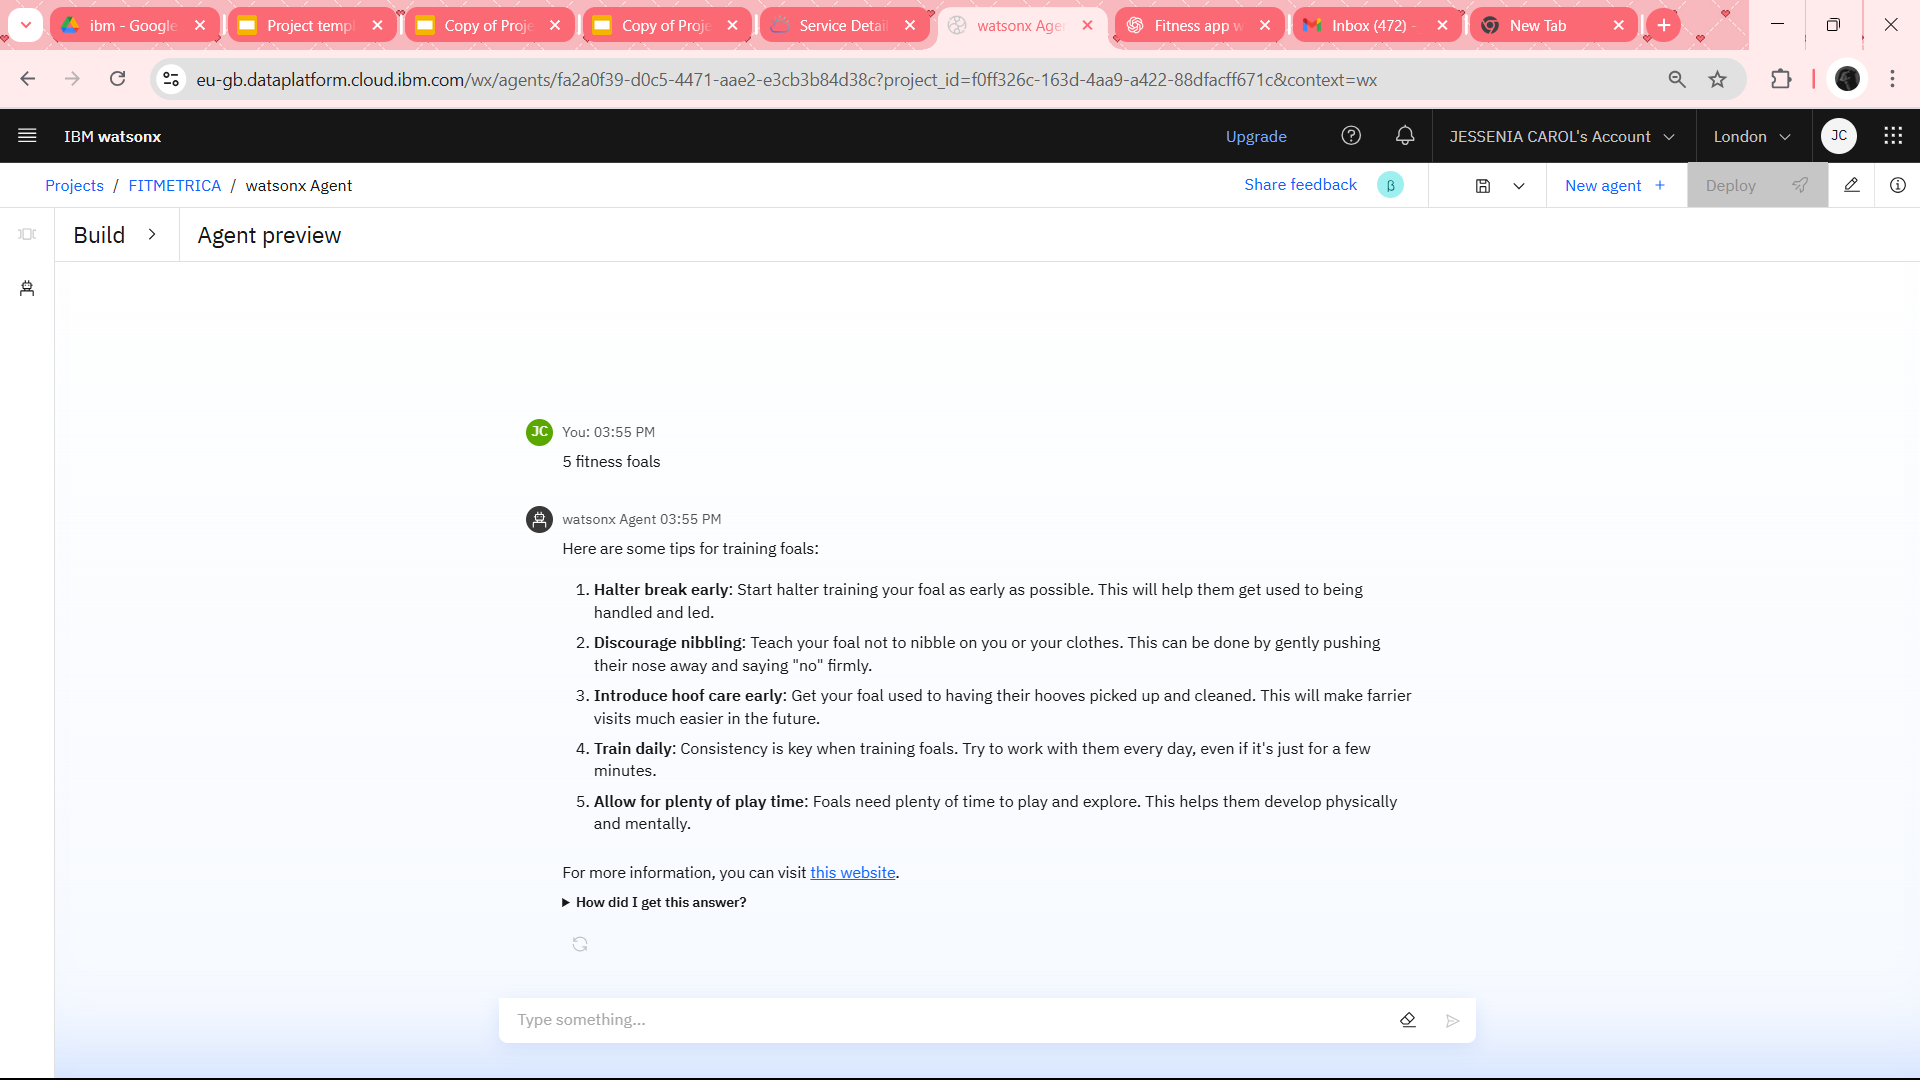 ibm - Google
Project temp
Copy of Proje
Copy of Proje
Service Detail
watsonx Age
Fitness app w
Inbox (472) -
New Tab
eu-gb.dataplatform.cloud.ibm.com/wx/agents/fa2a0f39-d0c5-4471-aae2-e3cb3b84d38c?project_id=f0ff326c-163d-4aa9-a422-88dfacff671c&context=wx
IBM watsonx
Upgrade
JESSENIA CAROL's Account
London
JC
Projects / FITMETRICA / watsonx Agent
Share feedback
β
New agent +
Deploy
Build
Agent preview
JC
You: 03:55 PM
5 fitness foals
watsonx Agent 03:55 PM
Here are some tips for training foals:
1. Halter break early: Start halter training your foal as early as possible. This will help them get used to being
handled and led.
2. Discourage nibbling: Teach your foal not to nibble on you or your clothes. This can be done by gently pushing
their nose away and saying "no" firmly.
3. Introduce hoof care early: Get your foal used to having their hooves picked up and cleaned. This will make farrier
visits much easier in the future.
4. Train daily: Consistency is key when training foals. Try to work with them every day, even if it's just for a few
minutes.
5. Allow for plenty of play time: Foals need plenty of time to play and explore. This helps them develop physically
and mentally.
For more information, you can visit this website.
How did I get this answer?
Type something...